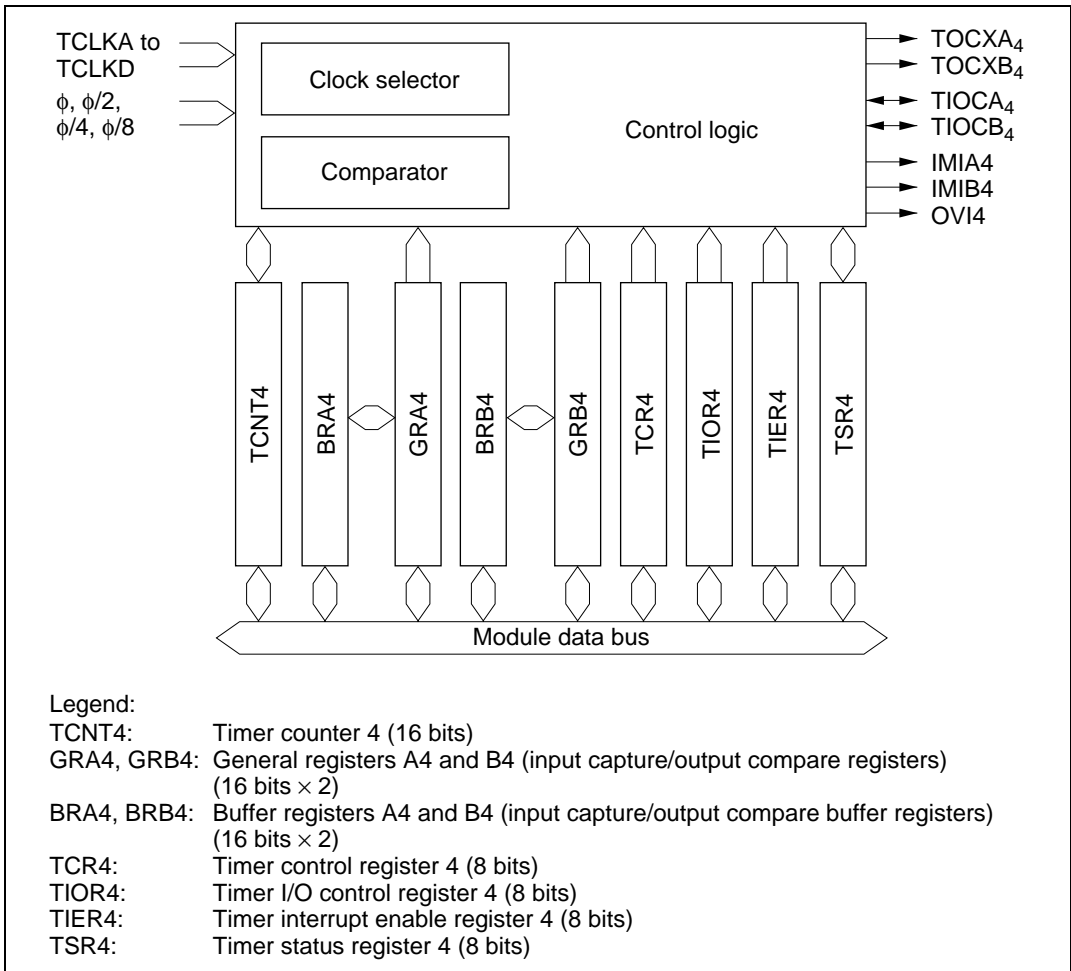 TCLKA to
TCLKD
ϕ, ϕ/2,
ϕ/4, ϕ/8
Clock selector
Comparator
Control logic
TOCXA4
TOCXB4
TIOCA4
TIOCB4
IMIA4
IMIB4
OVI4
TCNT4
BRA4
GRA4
BRB4
GRB4
TCR4
TIOR4
TIER4
TSR4
Module data bus
Legend:
TCNT4: Timer counter 4 (16 bits)
GRA4, GRB4: General registers A4 and B4 (input capture/output compare registers)
(16 bits × 2)
BRA4, BRB4: Buffer registers A4 and B4 (input capture/output compare buffer registers)
(16 bits × 2)
TCR4: Timer control register 4 (8 bits)
TIOR4: Timer I/O control register 4 (8 bits)
TIER4: Timer interrupt enable register 4 (8 bits)
TSR4: Timer status register 4 (8 bits)